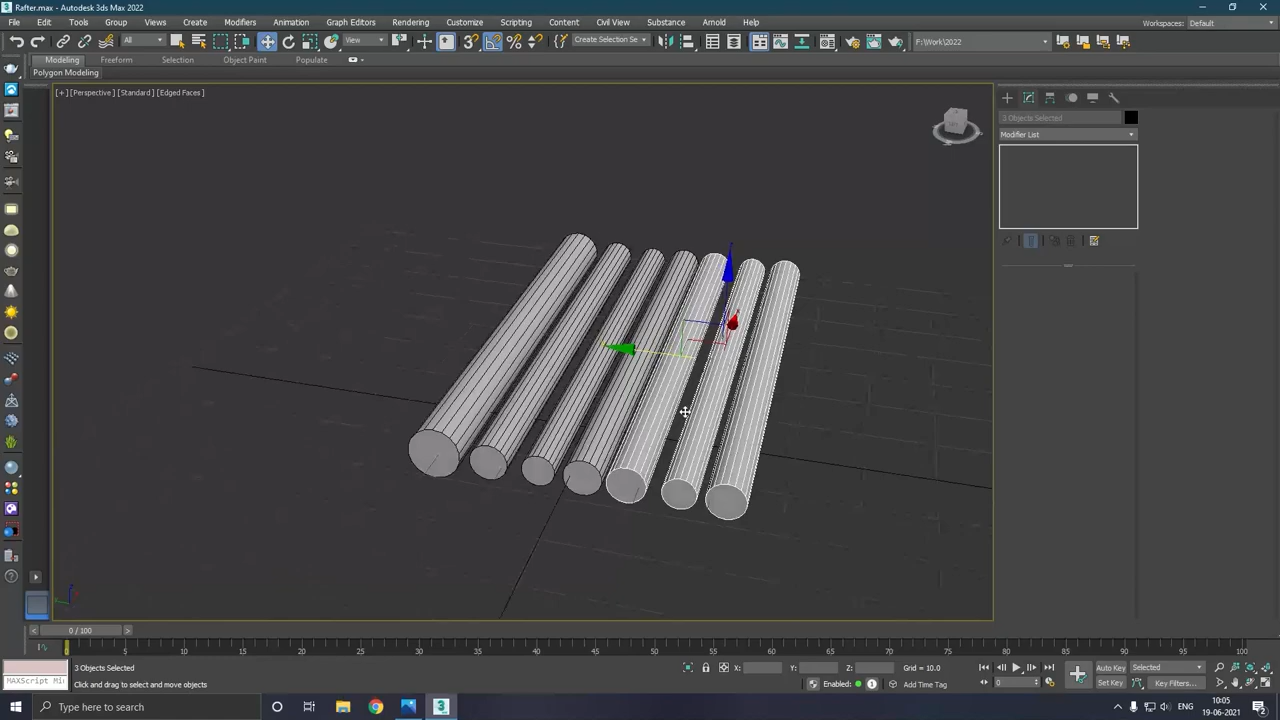 Rafter.max - Autodesk 3ds Max 2022
File Edit Tools Group Views Create Modifiers Animation Graph Editors Rendering Customize Scripting Content Civil View Substance Arnold Help
Workspaces: Default
All View Create Selection Se F:\Work\2022
Modeling Freeform Selection Object Paint Populate
Polygon Modeling
[+] [Perspective] [Standard] [Edged Faces]
3 Objects Selected
Modifier List
0 / 100
0 5 10 15 20 25 30 35 40 45 50 55 60 65 70 75 80 85 90 95 100
3 Objects Selected X: Y: Z: Grid = 10.0 Auto Key Selected
MAXScript Mi Click and drag to select and move objects Enabled: Add Time Tag 0 Set Key Key Filters...
Type here to search
ENG
10:05
19-06-2021